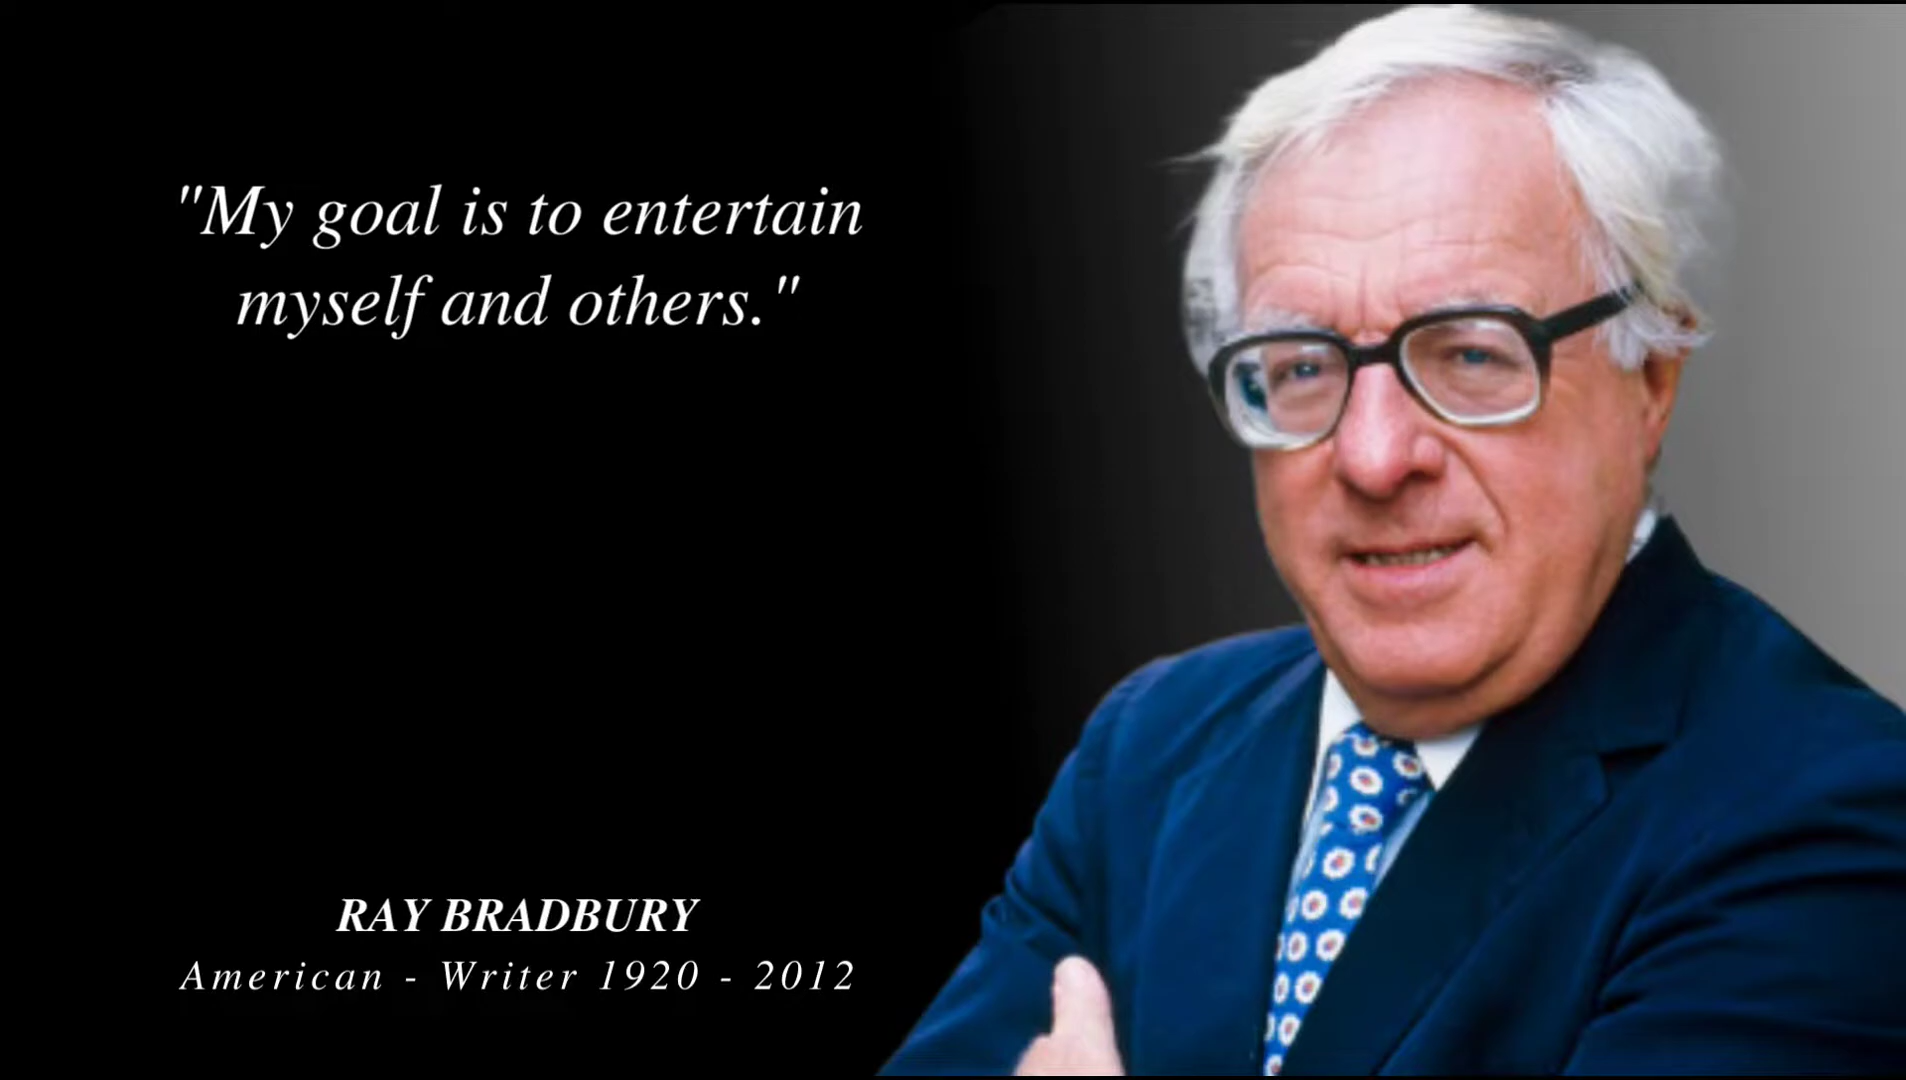 "My goal is to entertain
myself and others."
RAY BRADBURY
American - Writer 1920 - 2012